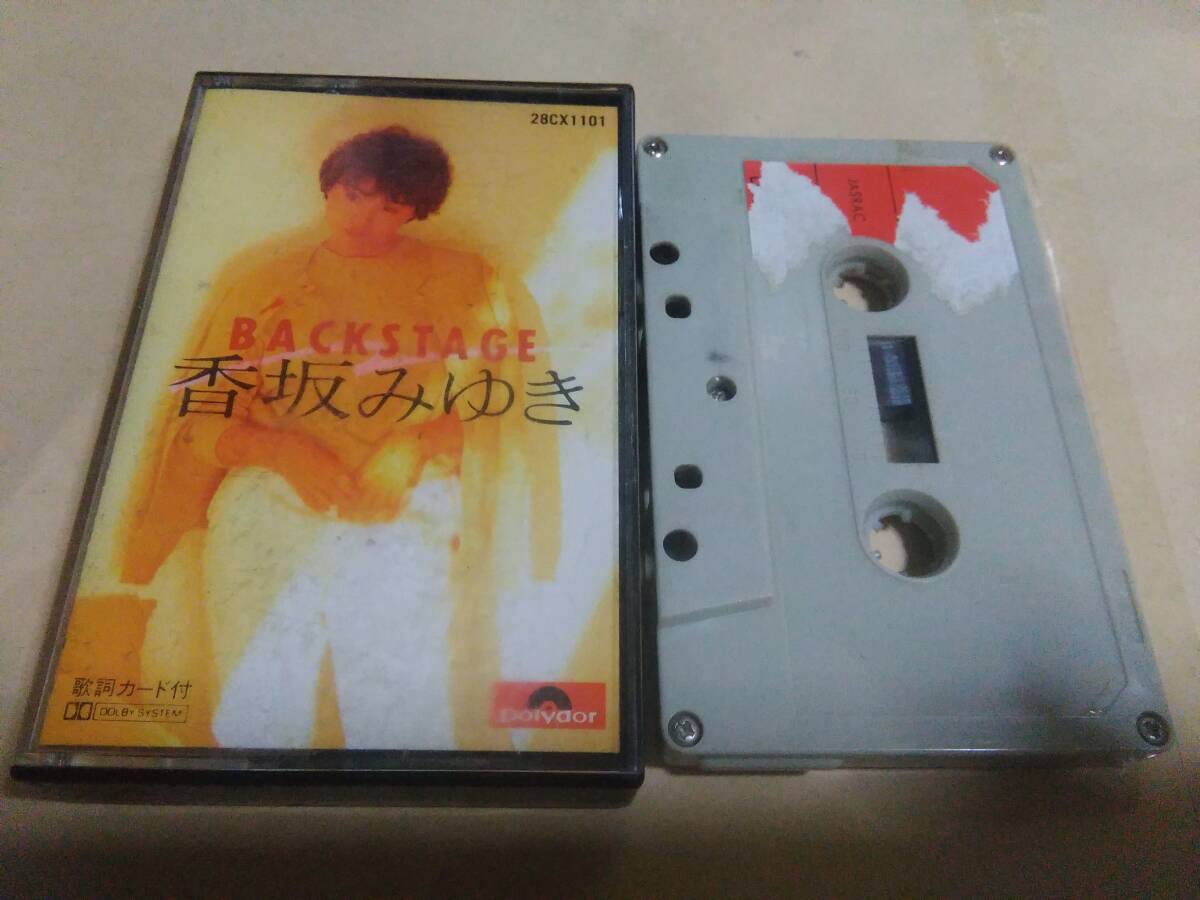 28CX1101
BACKSTAGE
香坂みゆき
歌詞カード付
DOLBY SYSTEM
Polydor
JASRAC